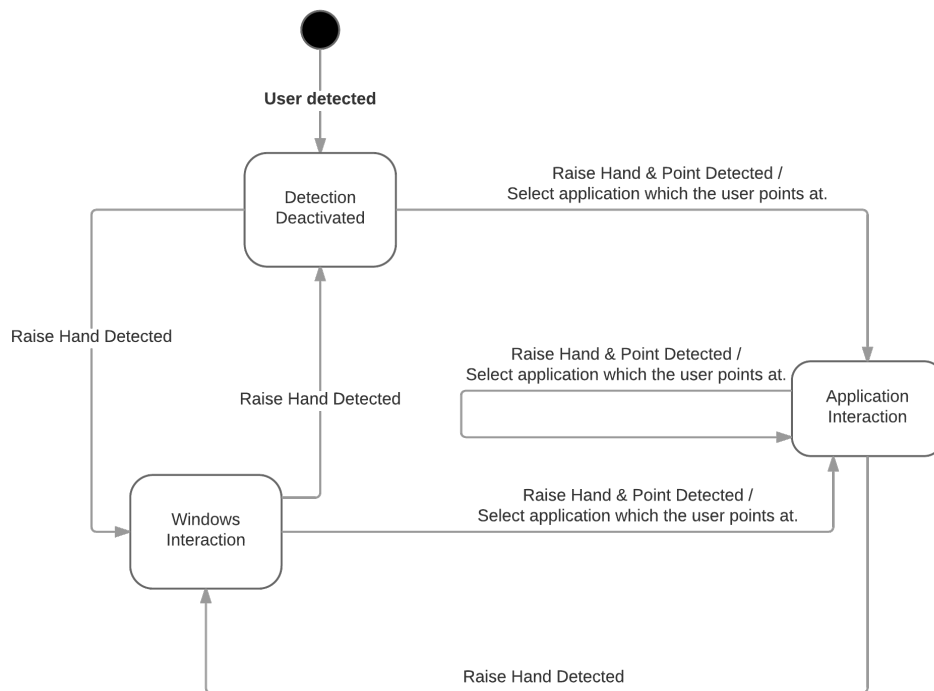 User detected
Detection
Deactivated
Raise Hand & Point Detected /
Select application which the user points at.
Raise Hand Detected
Raise Hand & Point Detected /
Select application which the user points at.
Raise Hand Detected
Application
Interaction
Windows
Interaction
Raise Hand & Point Detected /
Select application which the user points at.
Raise Hand Detected